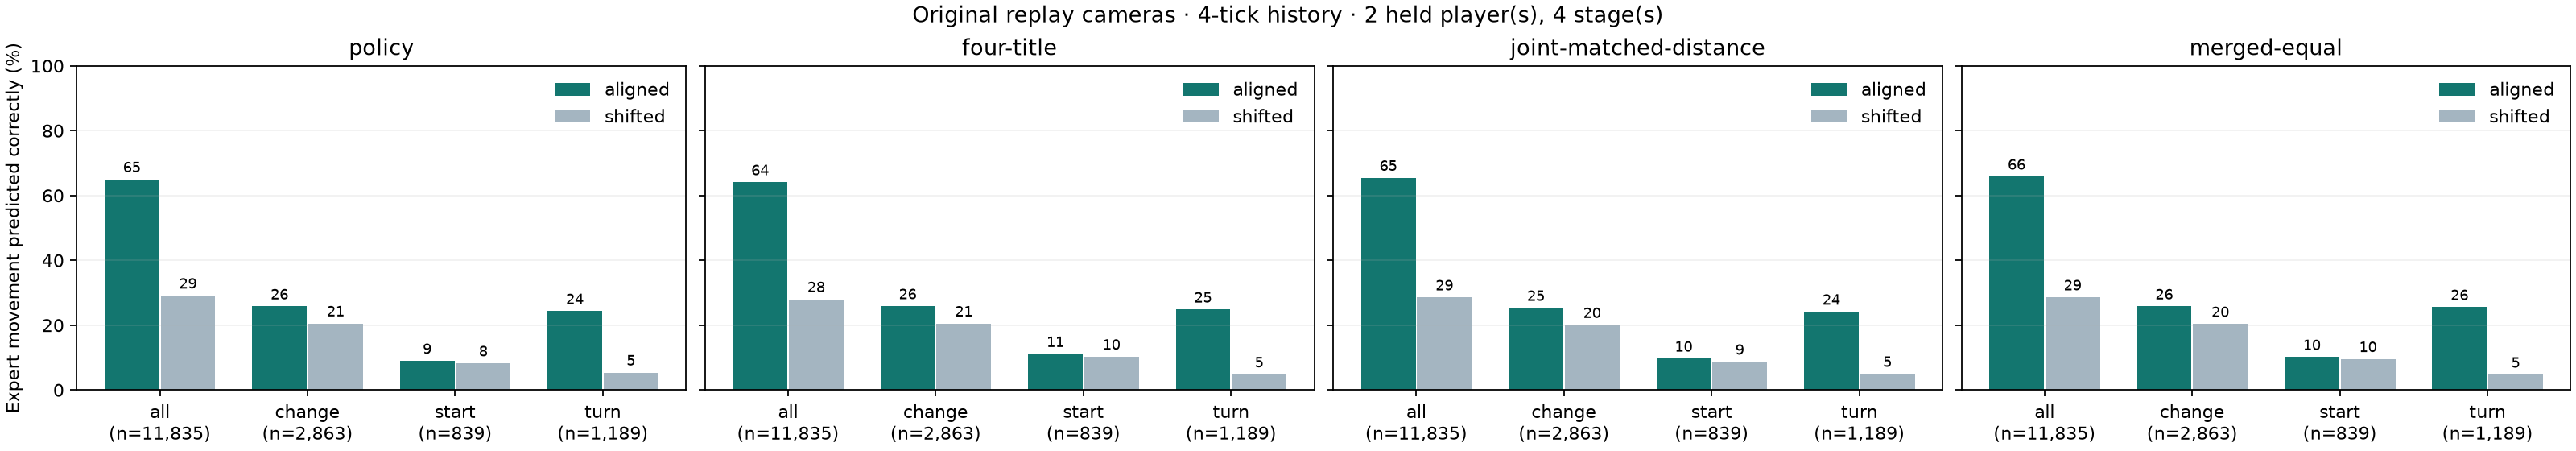 Original replay cameras · 4-tick history · 2 held player(s), 4 stage(s)
Expert movement predicted correctly (%)
policy
100
80
60
40
20
0
aligned
shifted
65
29
26
21
9
8
24
5
all
(n=11,835)
change
(n=2,863)
start
(n=839)
turn
(n=1,189)
four-title
aligned
shifted
64
28
26
21
11
10
25
5
all
(n=11,835)
change
(n=2,863)
start
(n=839)
turn
(n=1,189)
joint-matched-distance
aligned
shifted
65
29
25
20
10
9
24
5
all
(n=11,835)
change
(n=2,863)
start
(n=839)
turn
(n=1,189)
merged-equal
aligned
shifted
66
29
26
20
10
10
26
5
all
(n=11,835)
change
(n=2,863)
start
(n=839)
turn
(n=1,189)